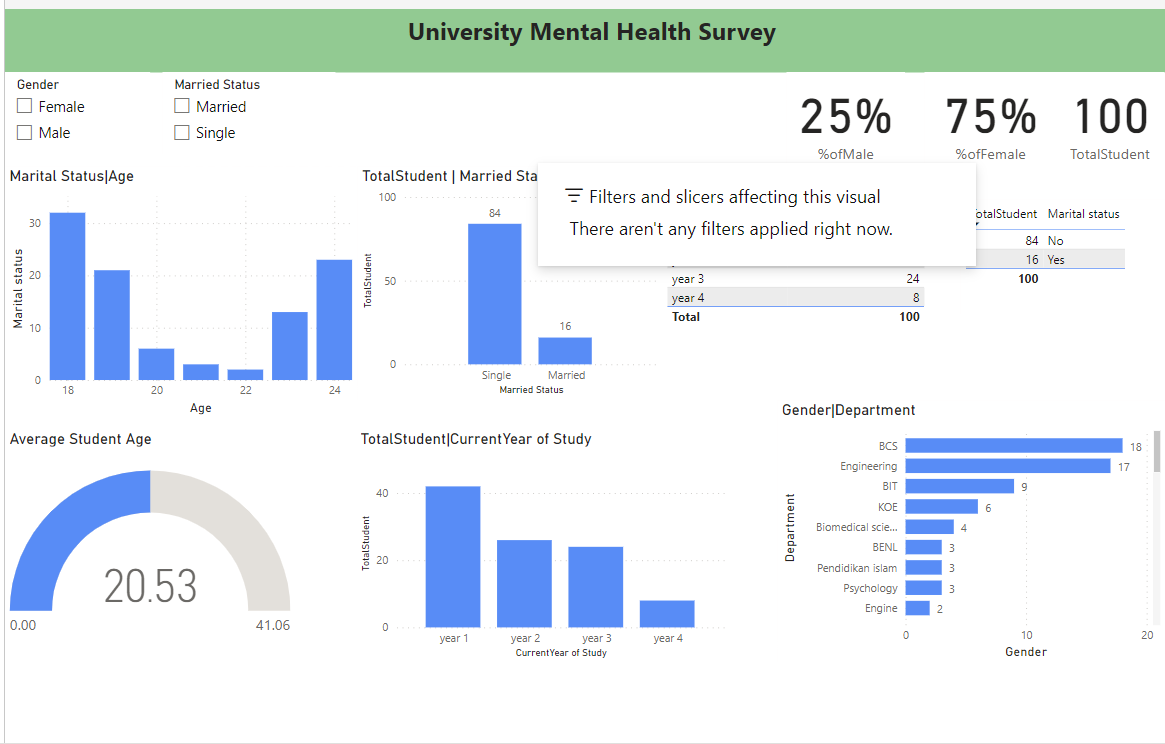 University Mental Health Survey
Gender
Female
Male
Married Status
Married
Single
25%
%ofMale
75%
%ofFemale
100
TotalStudent
Marital Status|Age
Marital status
30
20
10
0
18
20
22
24
Age
TotalStudent | Married Sta
TotalStudent
100
50
0
84
16
Single
Married
Married Status
Filters and slicers affecting this visual
There aren't any filters applied right now.
year 3 24
year 4 8
Total 100
otalStudent Marital status
84 No
16 Yes
100
Average Student Age
20.53
0.00
41.06
TotalStudent|CurrentYear of Study
TotalStudent
40
20
0
year 1
year 2
year 3
year 4
CurrentYear of Study
Gender|Department
Department
BCS 18
Engineering 17
BIT 9
KOE 6
Biomedical scie... 4
BENL 3
Pendidikan islam 3
Psychology 3
Engine 2
0
10
20
Gender